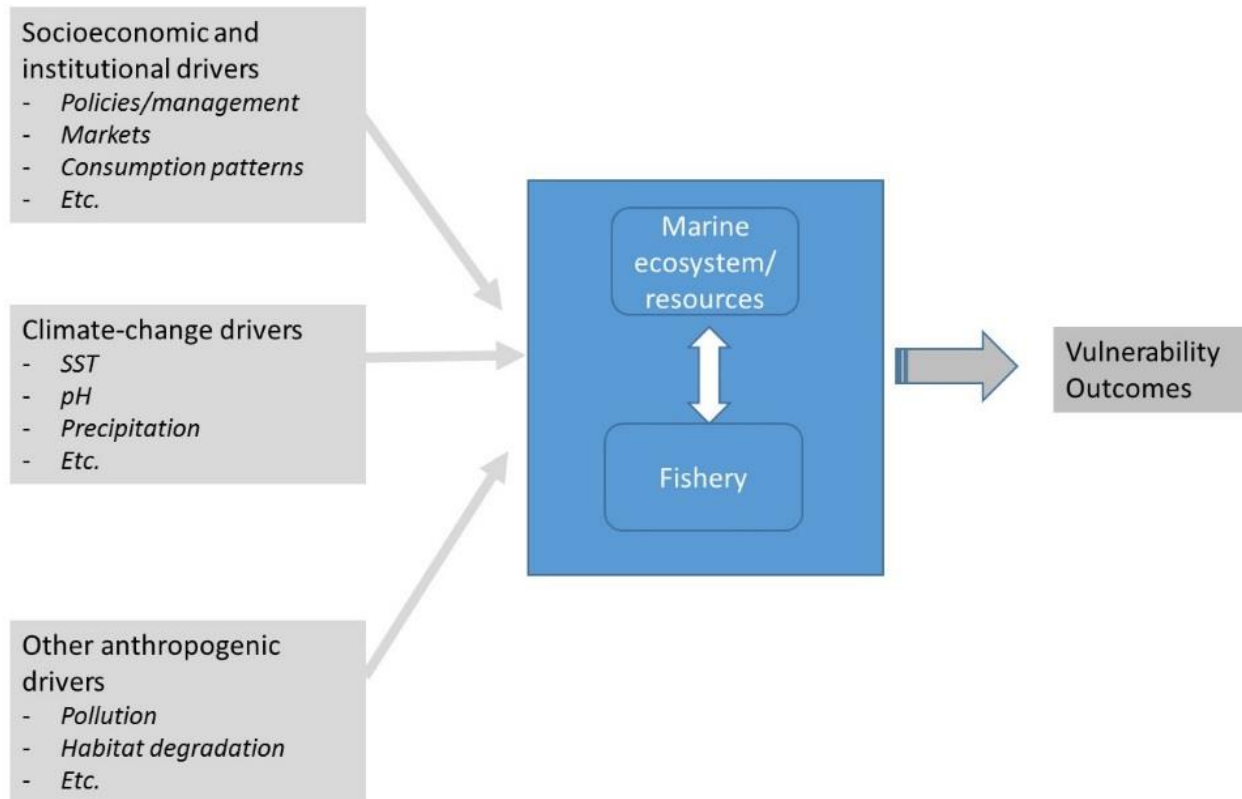 Socioeconomic and
institutional drivers
- Policies/management
- Markets
- Consumption patterns
- Etc.
Climate-change drivers
- SST
- pH
- Precipitation
- Etc.
Other anthropogenic
drivers
- Pollution
- Habitat degradation
- Etc.
Marine
ecosystem/
resources
Fishery
Vulnerability
Outcomes